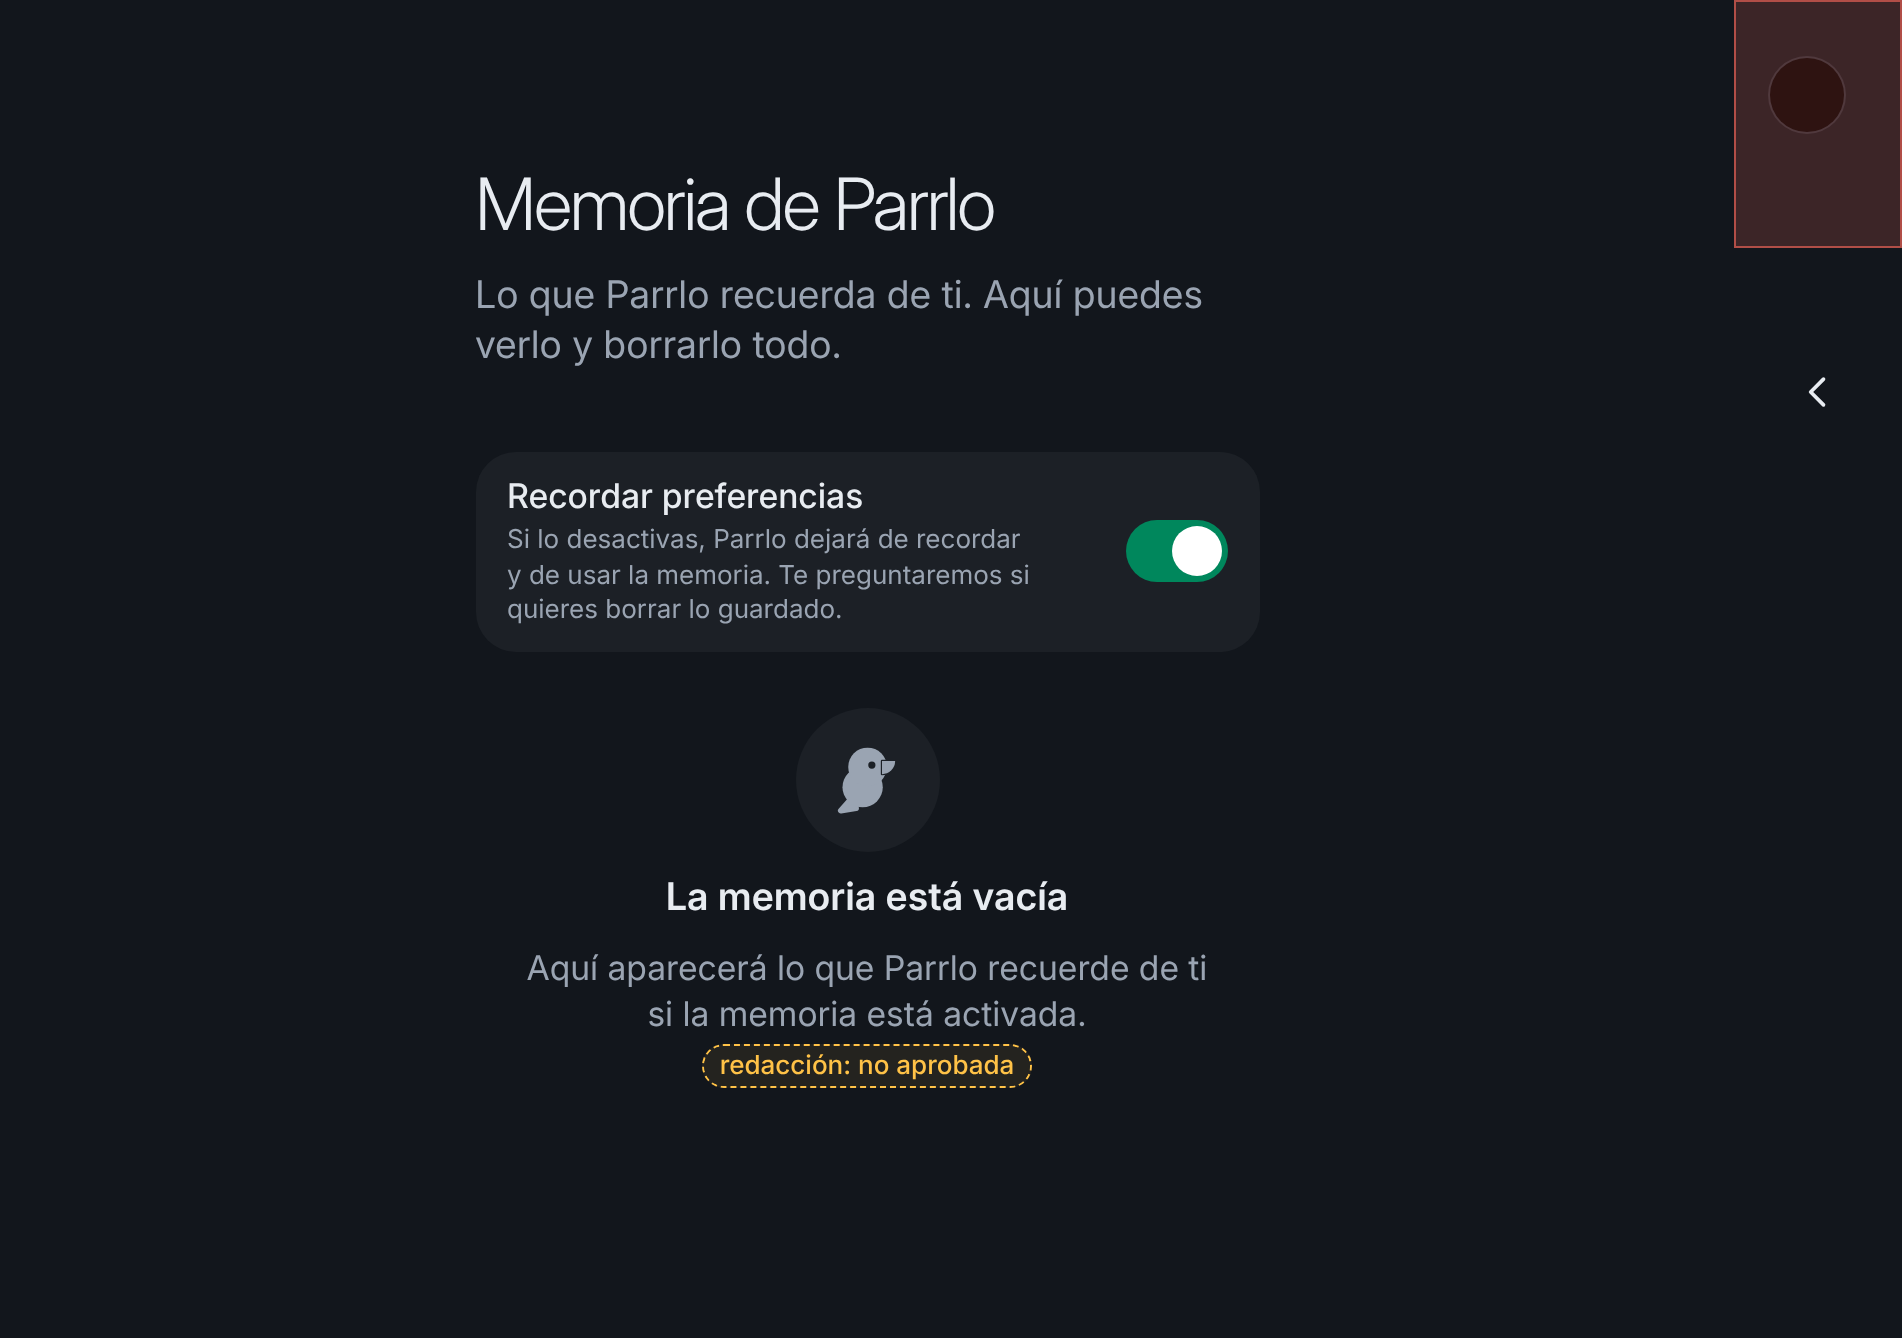 Memoria de Parrlo
Lo que Parrlo recuerda de ti. Aquí puedes
verlo y borrarlo todo.
Recordar preferencias
Si lo desactivas, Parrlo dejará de recordar
y de usar la memoria. Te preguntaremos si
quieres borrar lo guardado.
La memoria está vacía
Aquí aparecerá lo que Parrlo recuerde de ti
si la memoria está activada.
redacción: no aprobada